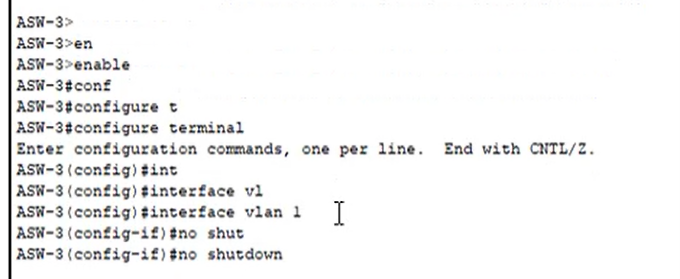 ASW-3>
ASW-3>en
ASW-3>enable
ASW-3#conf
ASW-3#configure t
ASW-3#configure terminal
Enter configuration commands, one per line.  End with CNTL/Z.
ASW-3(config)#int
ASW-3(config)#interface vl
ASW-3(config)#interface vlan 1
ASW-3(config-if)#no shut
ASW-3(config-if)#no shutdown